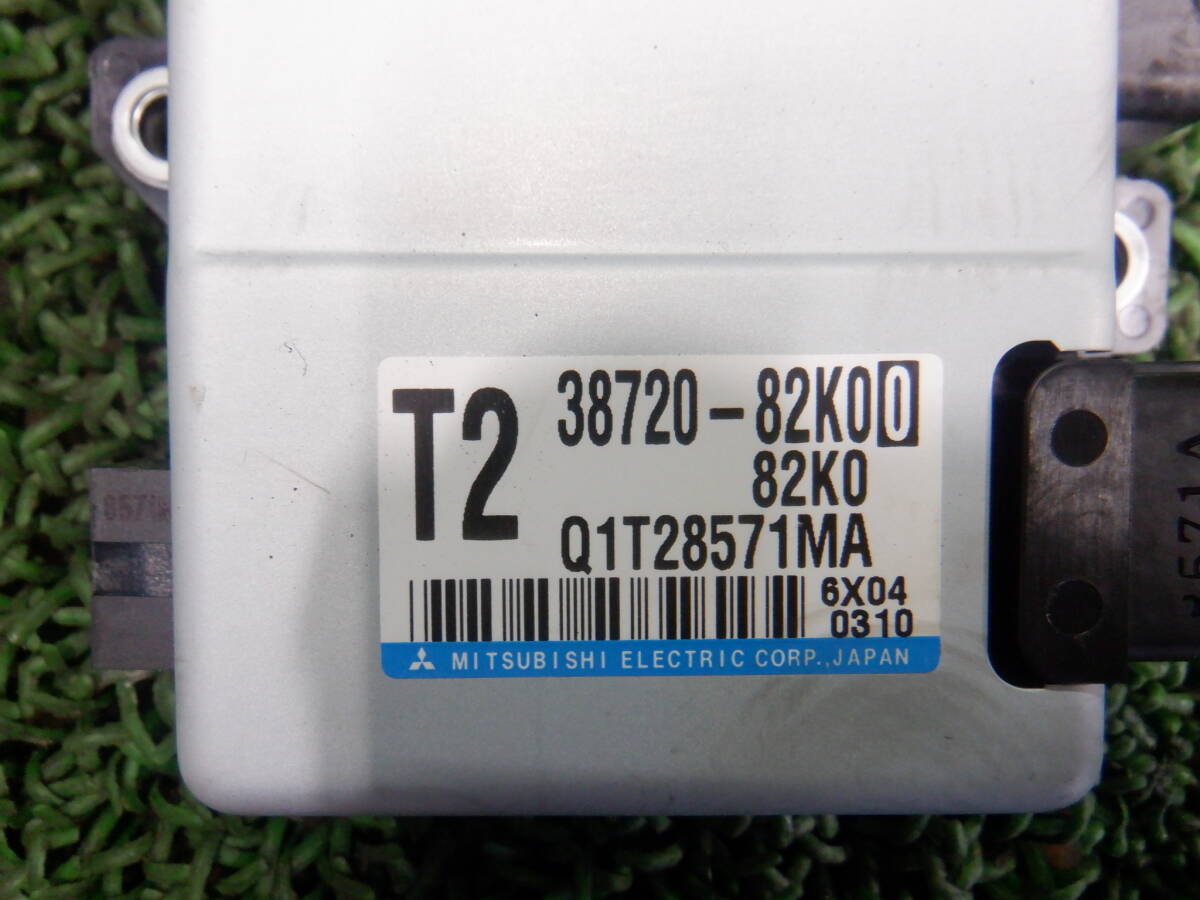 T2
38720-82K00
82K0
Q1T28571MA
6X04
0310
MITSUBISHI ELECTRIC CORP.,JAPAN